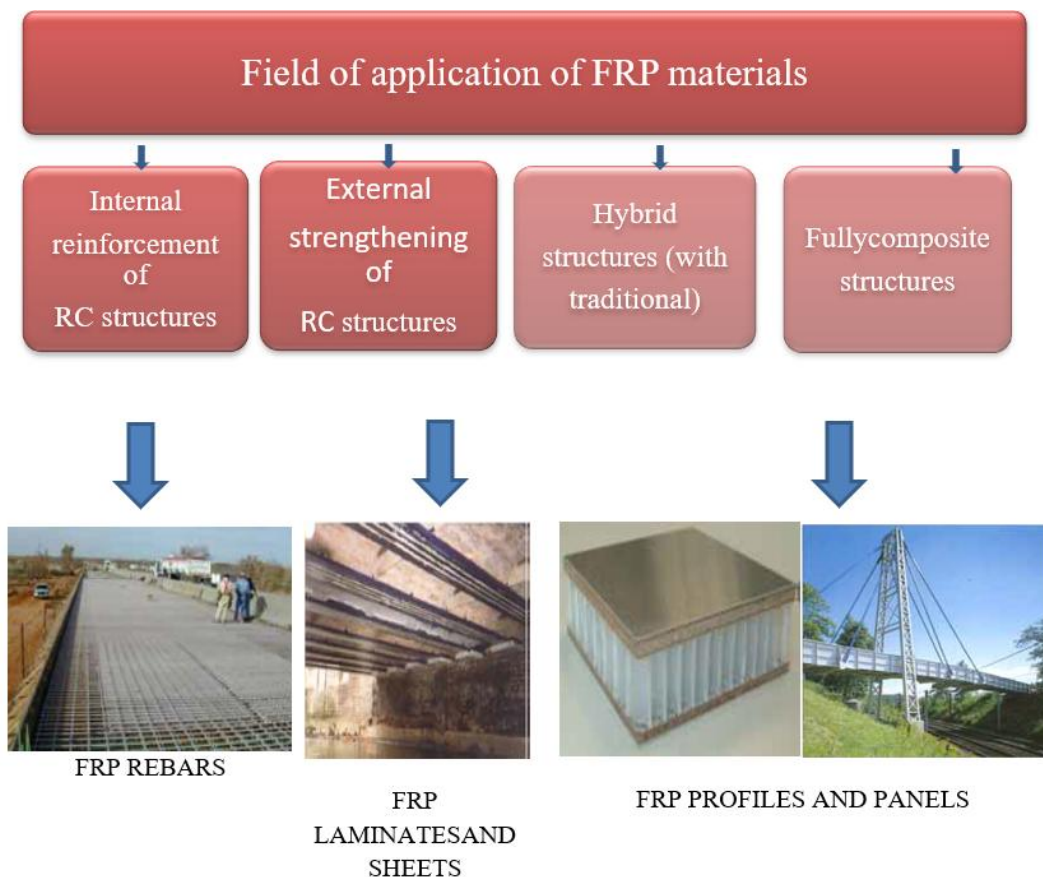 Field of application of FRP materials
Internal
reinforcement
of
RC structures
External
strengthening
of
RC structures
Hybrid
structures (with
traditional)
Fullycomposite
structures
FRP REBARS
FRP
LAMINATESAND
SHEETS
FRP PROFILES AND PANELS